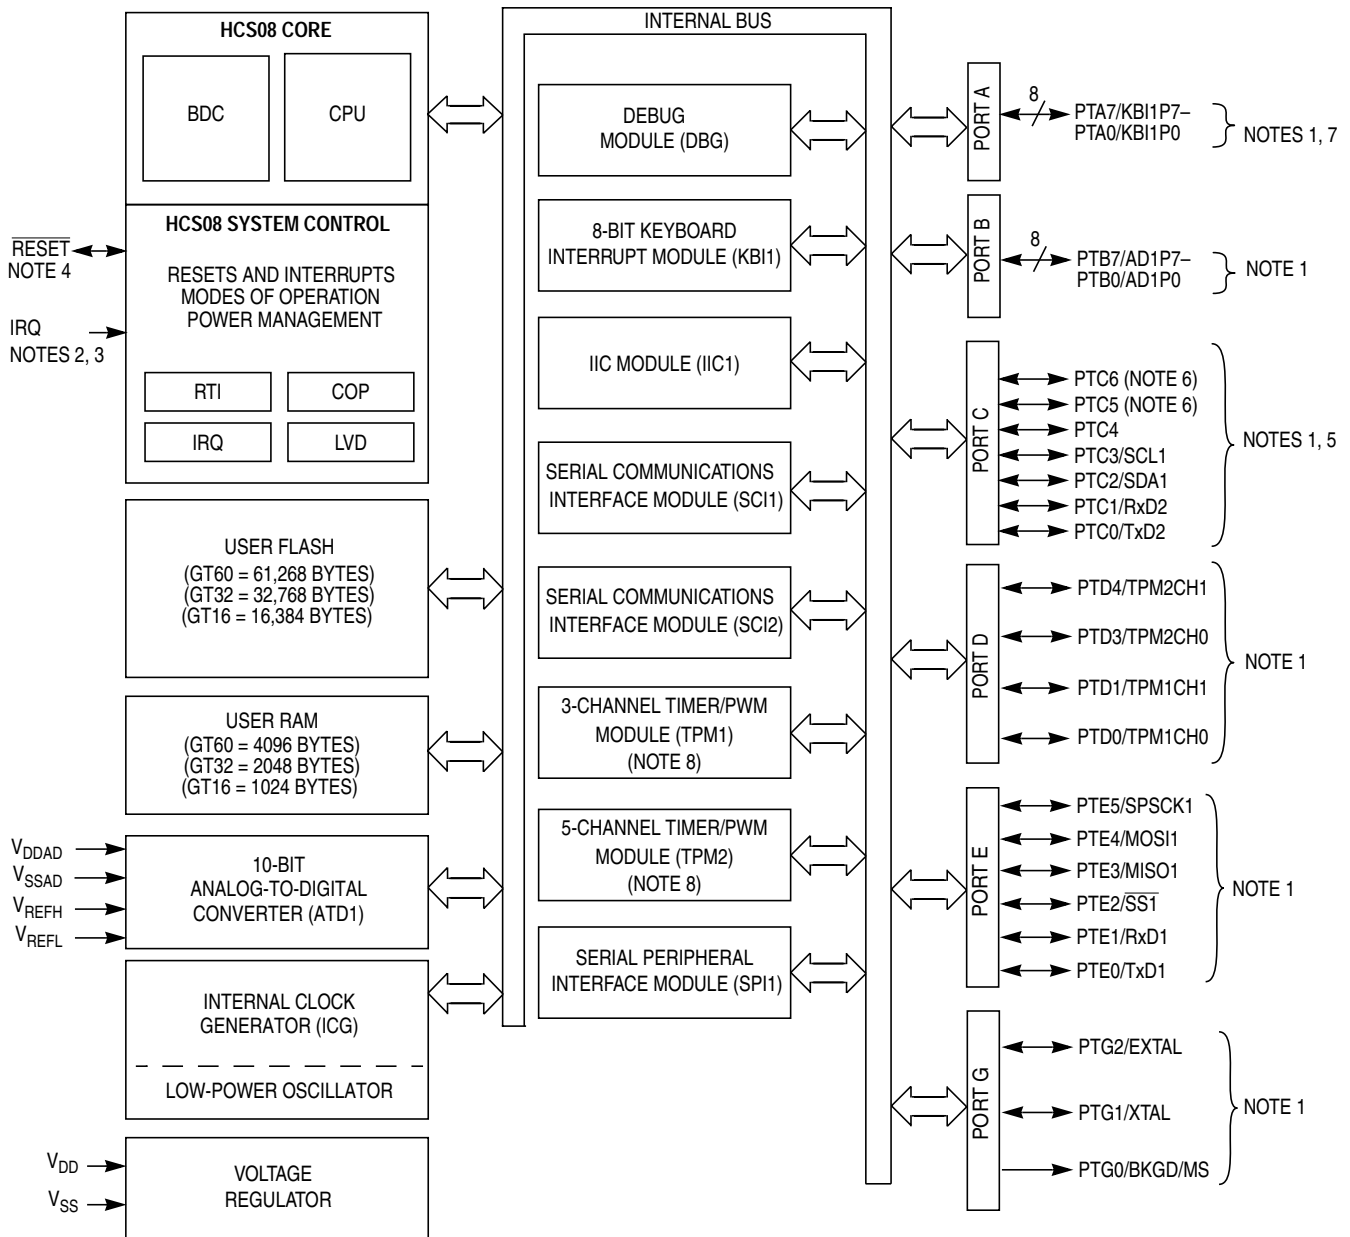 HCS08 CORE
BDC
CPU
HCS08 SYSTEM CONTROL
RESETS AND INTERRUPTS
MODES OF OPERATION
POWER MANAGEMENT
RTI
COP
IRQ
LVD
RESET
NOTE 4
IRQ
NOTES 2, 3
USER FLASH
(GT60 = 61,268 BYTES)
(GT32 = 32,768 BYTES)
(GT16 = 16,384 BYTES)
USER RAM
(GT60 = 4096 BYTES)
(GT32 = 2048 BYTES)
(GT16 = 1024 BYTES)
VDDAD
VSSAD
VREFH
VREFL
10-BIT
ANALOG-TO-DIGITAL
CONVERTER (ATD1)
INTERNAL CLOCK
GENERATOR (ICG)
LOW-POWER OSCILLATOR
VDD
VSS
VOLTAGE
REGULATOR
INTERNAL BUS
DEBUG
MODULE (DBG)
8-BIT KEYBOARD
INTERRUPT MODULE (KBI1)
IIC MODULE (IIC1)
SERIAL COMMUNICATIONS
INTERFACE MODULE (SCI1)
SERIAL COMMUNICATIONS
INTERFACE MODULE (SCI2)
3-CHANNEL TIMER/PWM
MODULE (TPM1)
(NOTE 8)
5-CHANNEL TIMER/PWM
MODULE (TPM2)
(NOTE 8)
SERIAL PERIPHERAL
INTERFACE MODULE (SPI1)
PORT A
8
PTA7/KBI1P7–
PTA0/KBI1P0
NOTES 1, 7
PORT B
8
PTB7/AD1P7–
PTB0/AD1P0
NOTE 1
PORT C
PTC6 (NOTE 6)
PTC5 (NOTE 6)
PTC4
PTC3/SCL1
PTC2/SDA1
PTC1/RxD2
PTC0/TxD2
NOTES 1, 5
PORT D
PTD4/TPM2CH1
PTD3/TPM2CH0
PTD1/TPM1CH1
PTD0/TPM1CH0
NOTE 1
PORT E
PTE5/SPSCK1
PTE4/MOSI1
PTE3/MISO1
PTE2/SS1
PTE1/RxD1
PTE0/TxD1
NOTE 1
PORT G
PTG2/EXTAL
PTG1/XTAL
PTG0/BKGD/MS
NOTE 1